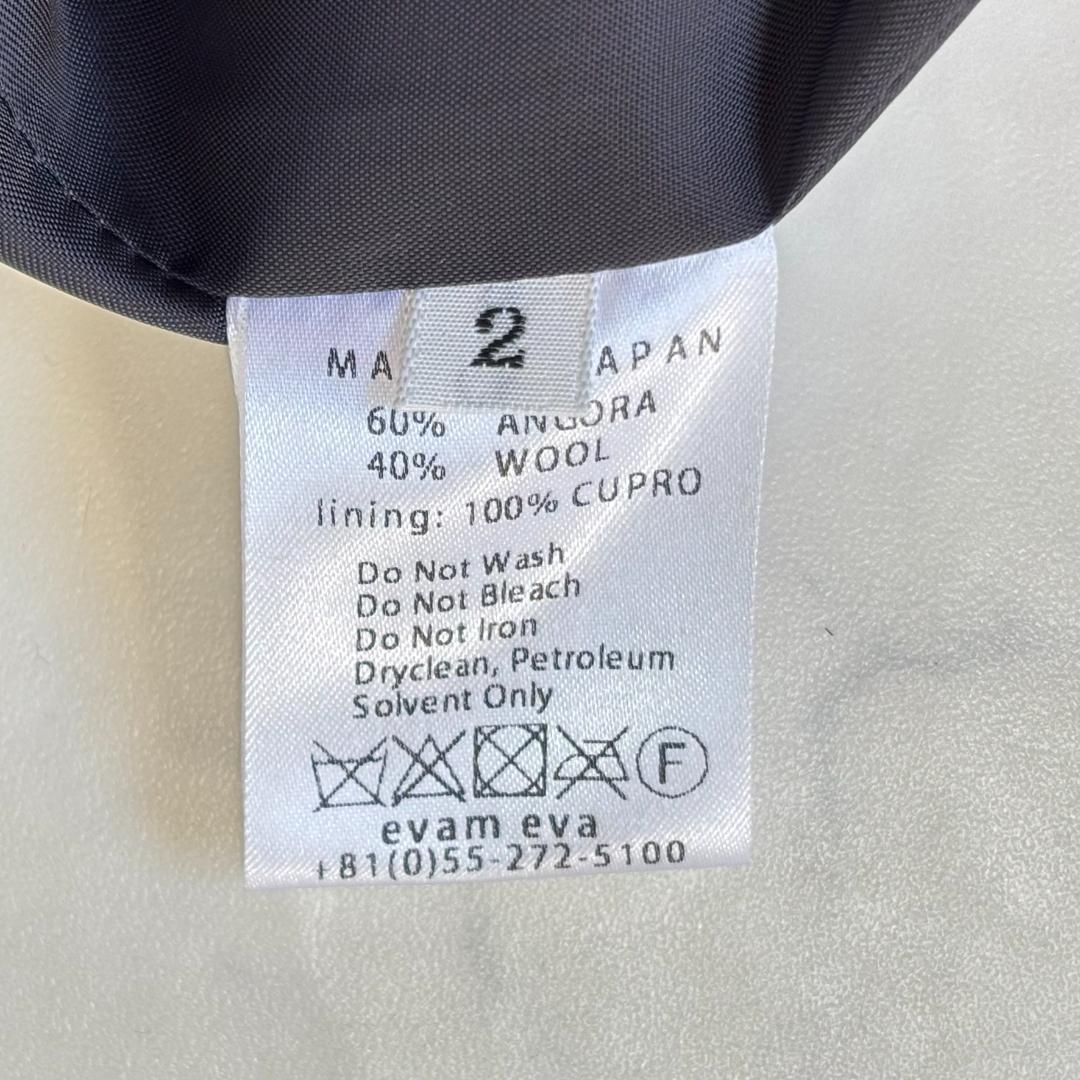 2
MA APAN
60% ANGORA
40% WOOL
lining: 100% CUPRO
Do Not Wash
Do Not Bleach
Do Not Iron
Dryclean, Petroleum
Solvent Only
F
evam eva
+81(0)55-272-5100